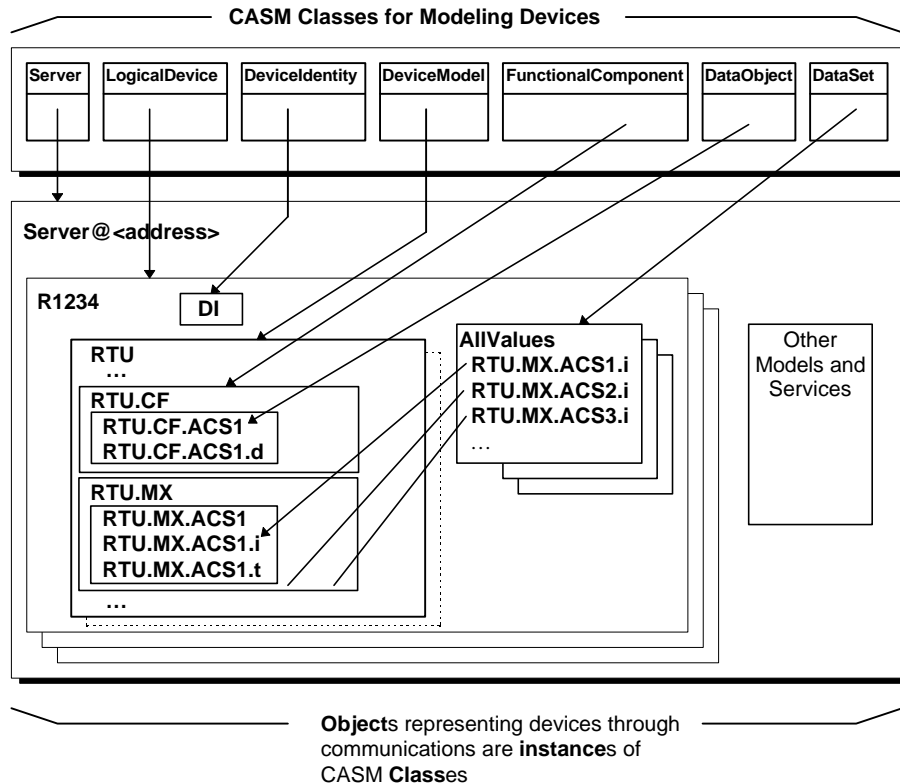 CASM Classes for Modeling Devices
Server LogicalDevice DeviceIdentity DeviceModel FunctionalComponent DataObject DataSet
Server@<address>
R1234
DI
RTU
...
RTU.CF
RTU.CF.ACS1
RTU.CF.ACS1.d
RTU.MX
RTU.MX.ACS1
RTU.MX.ACS1.i
RTU.MX.ACS1.t
...
AllValues
RTU.MX.ACS1.i
RTU.MX.ACS2.i
RTU.MX.ACS3.i
...
Other
Models and
Services
Objects representing devices through
communications are instances of
CASM Classes